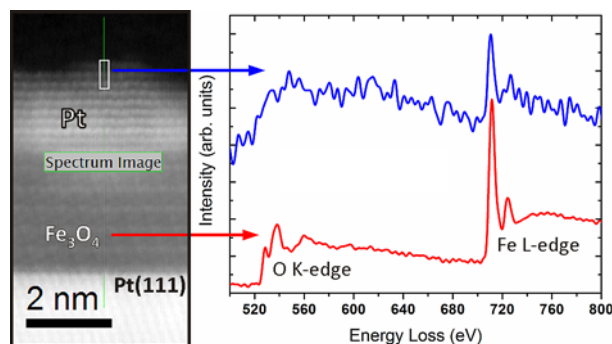 Pt
Spectrum Image
Fe₃O₄
Pt(111)
2 nm
Intensity (arb. units)
O K-edge
Fe L-edge
520 560 600 640 680 720 760 800
Energy Loss (eV)